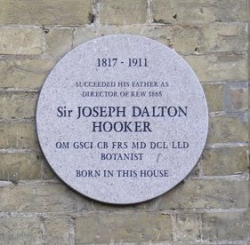 1817 - 1911
SUCCEEDED HIS FATHER AS
DIRECTOR OF KEW 1865
Sir JOSEPH DALTON
HOOKER
OM GSCI CB FRS MD DCL LLD
BOTANIST
BORN IN THIS HOUSE